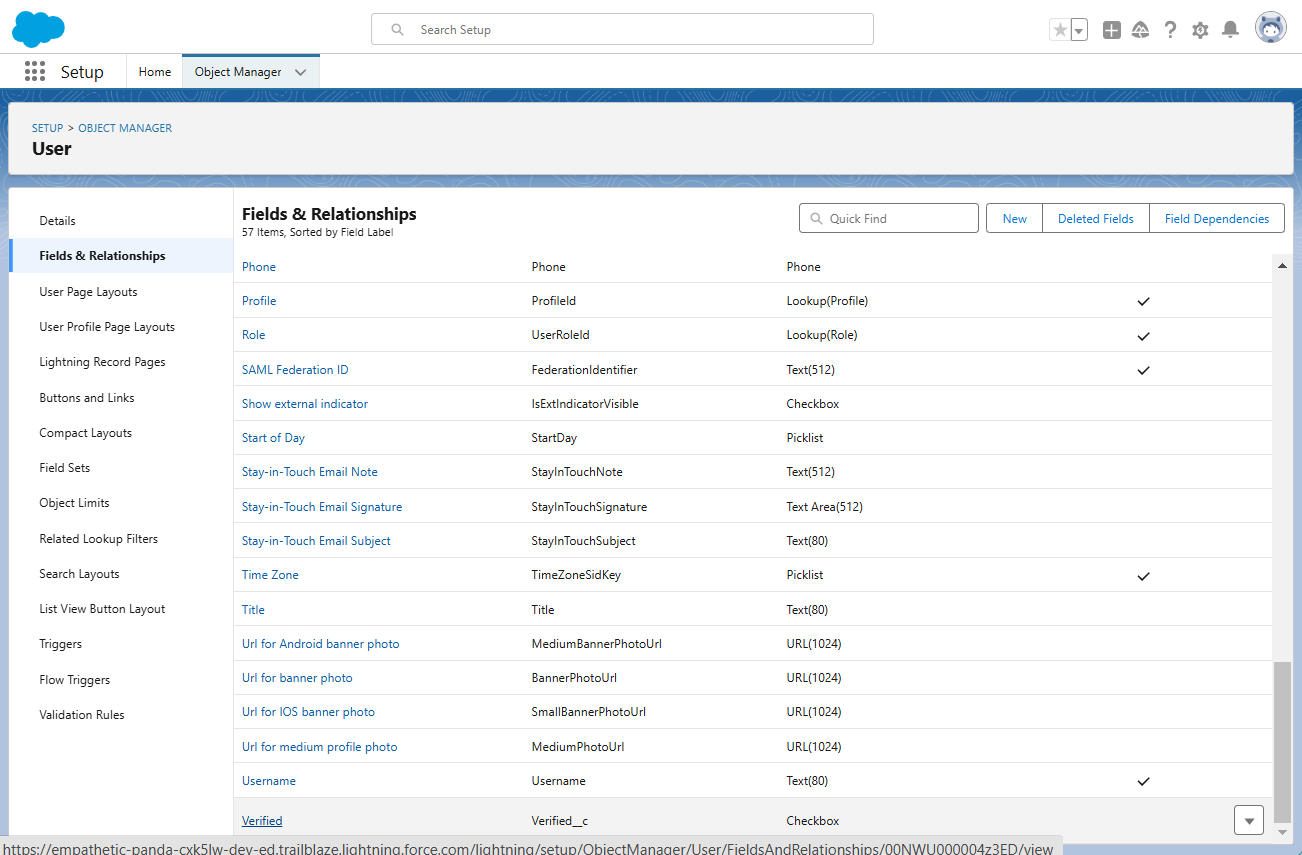 Search Setup
Setup Home Object Manager
SETUP > OBJECT MANAGER
User
Details
Fields & Relationships
User Page Layouts
User Profile Page Layouts
Lightning Record Pages
Buttons and Links
Compact Layouts
Field Sets
Object Limits
Related Lookup Filters
Search Layouts
List View Button Layout
Triggers
Flow Triggers
Validation Rules
Fields & Relationships
57 Items, Sorted by Field Label
Quick Find New Deleted Fields Field Dependencies
Phone Phone Phone
Profile ProfileId Lookup(Profile)
Role UserRoleId Lookup(Role)
SAML Federation ID FederationIdentifier Text(512)
Show external indicator IsExtIndicatorVisible Checkbox
Start of Day StartDay Picklist
Stay-in-Touch Email Note StayInTouchNote Text(512)
Stay-in-Touch Email Signature StayInTouchSignature Text Area(512)
Stay-in-Touch Email Subject StayInTouchSubject Text(80)
Time Zone TimeZoneSidKey Picklist
Title Title Text(80)
Url for Android banner photo MediumBannerPhotoUrl URL(1024)
Url for banner photo BannerPhotoUrl URL(1024)
Url for IOS banner photo SmallBannerPhotoUrl URL(1024)
Url for medium profile photo MediumPhotoUrl URL(1024)
Username Username Text(80)
Verified Verified__c Checkbox
https://empathetic-panda-cxk5lw-dev-ed.trailblaze.lightning.force.com/lightning/setup/ObjectManager/User/FieldsAndRelationships/00NWU000004z3ED/view